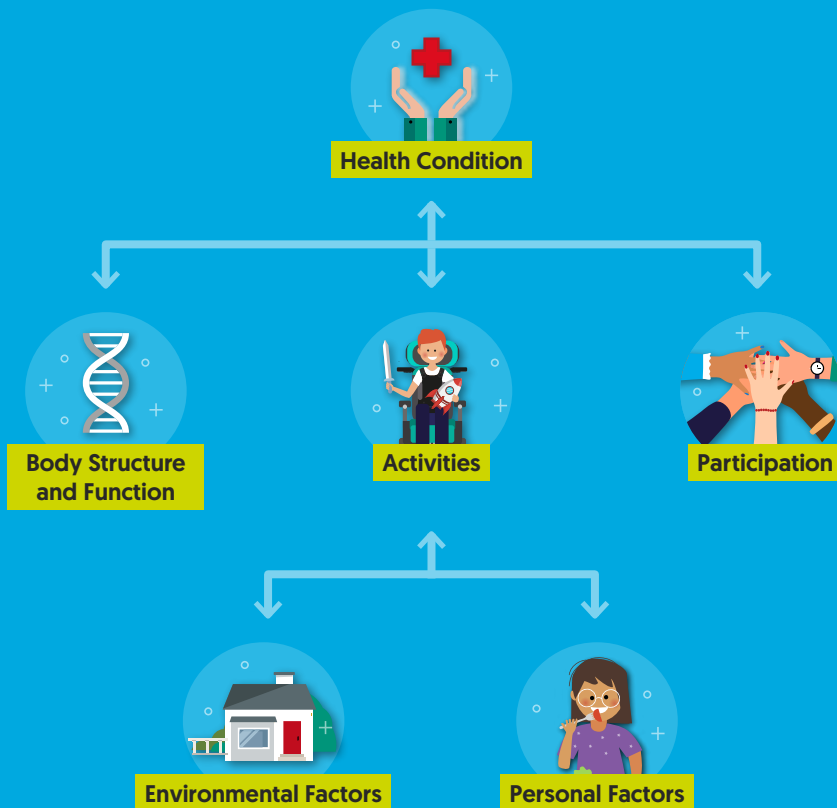 Health Condition
Body Structure
and Function
Activities
Participation
Environmental Factors
Personal Factors